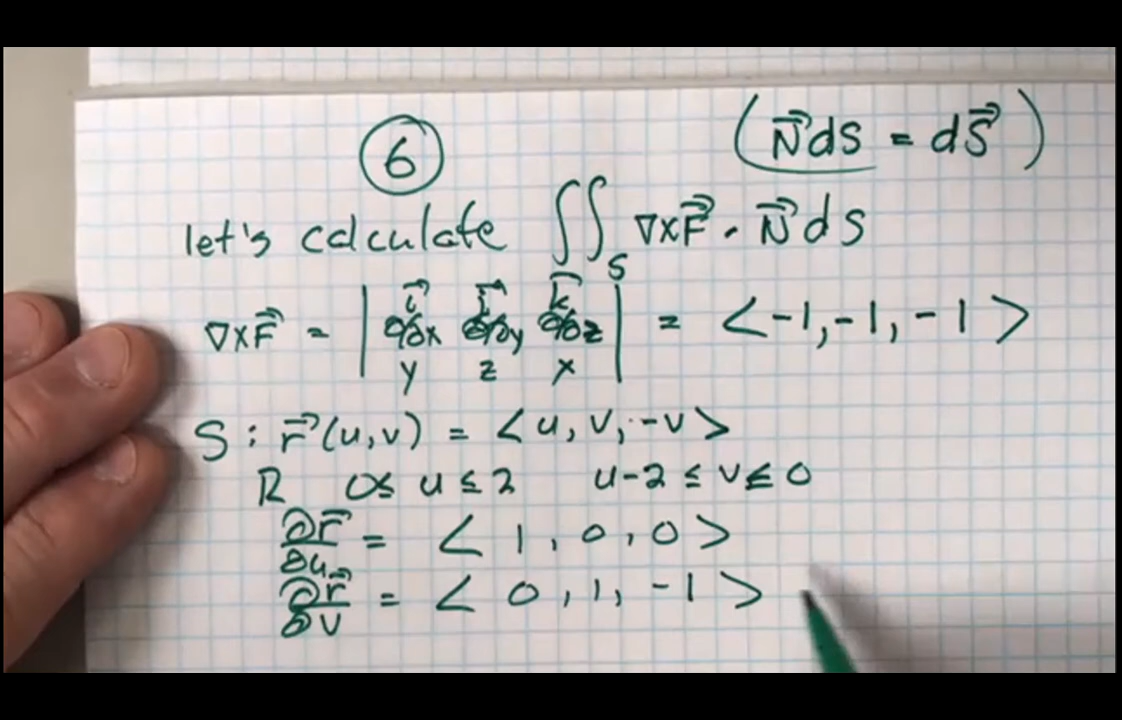 ⑥ (N⃗dS = dS⃗)
let's calculate ∬_S ∇×F⃗ · N⃗dS
∇×F⃗ = | i⃗ j⃗ k⃗ |
∂/∂x ∂/∂y ∂/∂z = <-1, -1, -1>
y z x
S : r⃗(u,v) = <u, v, -v>
R 0≤ u ≤ 2 u-2 ≤ v ≤ 0
∂r⃗/∂u = < 1, 0, 0 >
∂r⃗/∂v = < 0, 1, -1 >